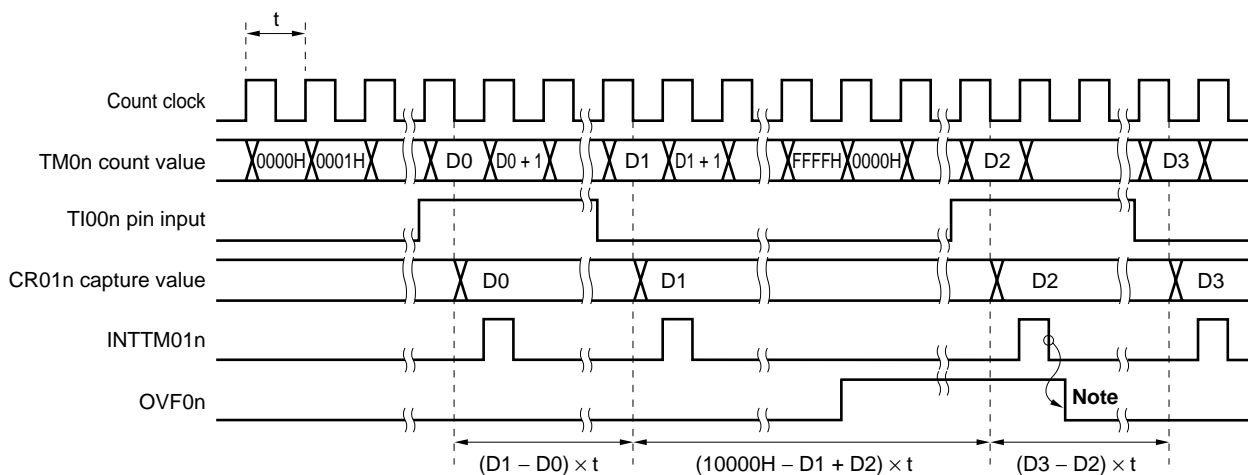 t
Count clock
TM0n count value
0000H 0001H D0 D0 + 1 D1 D1 + 1 FFFFH 0000H D2 D3
TI00n pin input
CR01n capture value
D0 D1 D2 D3
INTTM01n
OVF0n
Note
(D1 − D0) × t (10000H − D1 + D2) × t (D3 − D2) × t